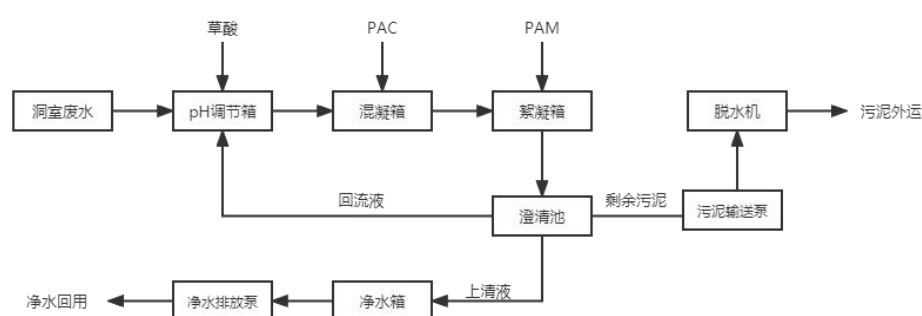 草酸
PAC
PAM
洞室废水
pH调节箱
混凝箱
絮凝箱
脱水机
污泥外运
回流液
澄清池
剩余污泥
污泥输送泵
上清液
净水回用
净水排放泵
净水箱